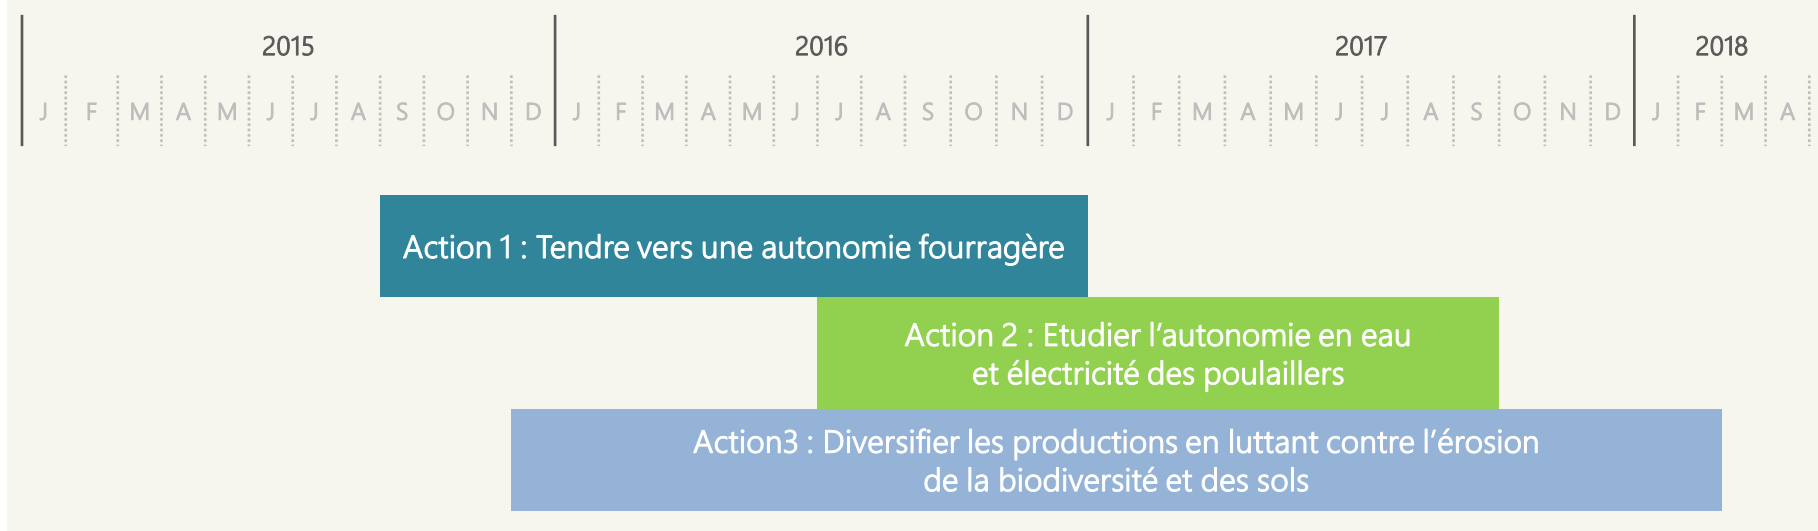 2015 2016 2017 2018
J F M A M J J A S O N D J F M A M J J A S O N D J F M A M J J A S O N D J F M A
Action 1 : Tendre vers une autonomie fourragère
Action 2 : Etudier l’autonomie en eau
et électricité des poulaillers
Action3 : Diversifier les productions en luttant contre l’érosion
de la biodiversité et des sols